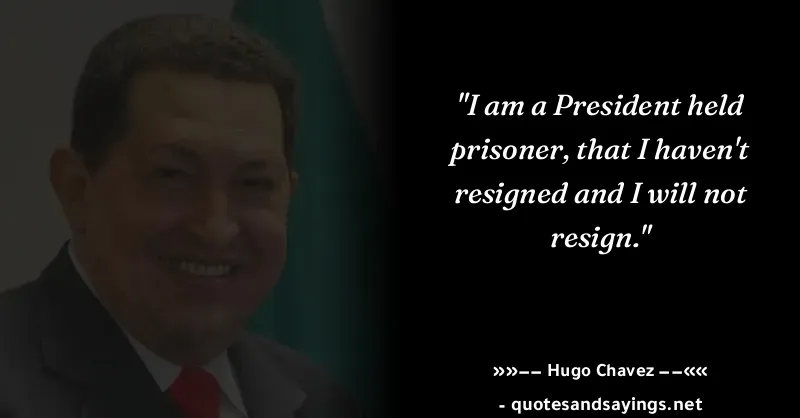 "I am a President held
prisoner, that I haven't
resigned and I will not
resign."
»»−− Hugo Chavez −−««
- quotesandsayings.net